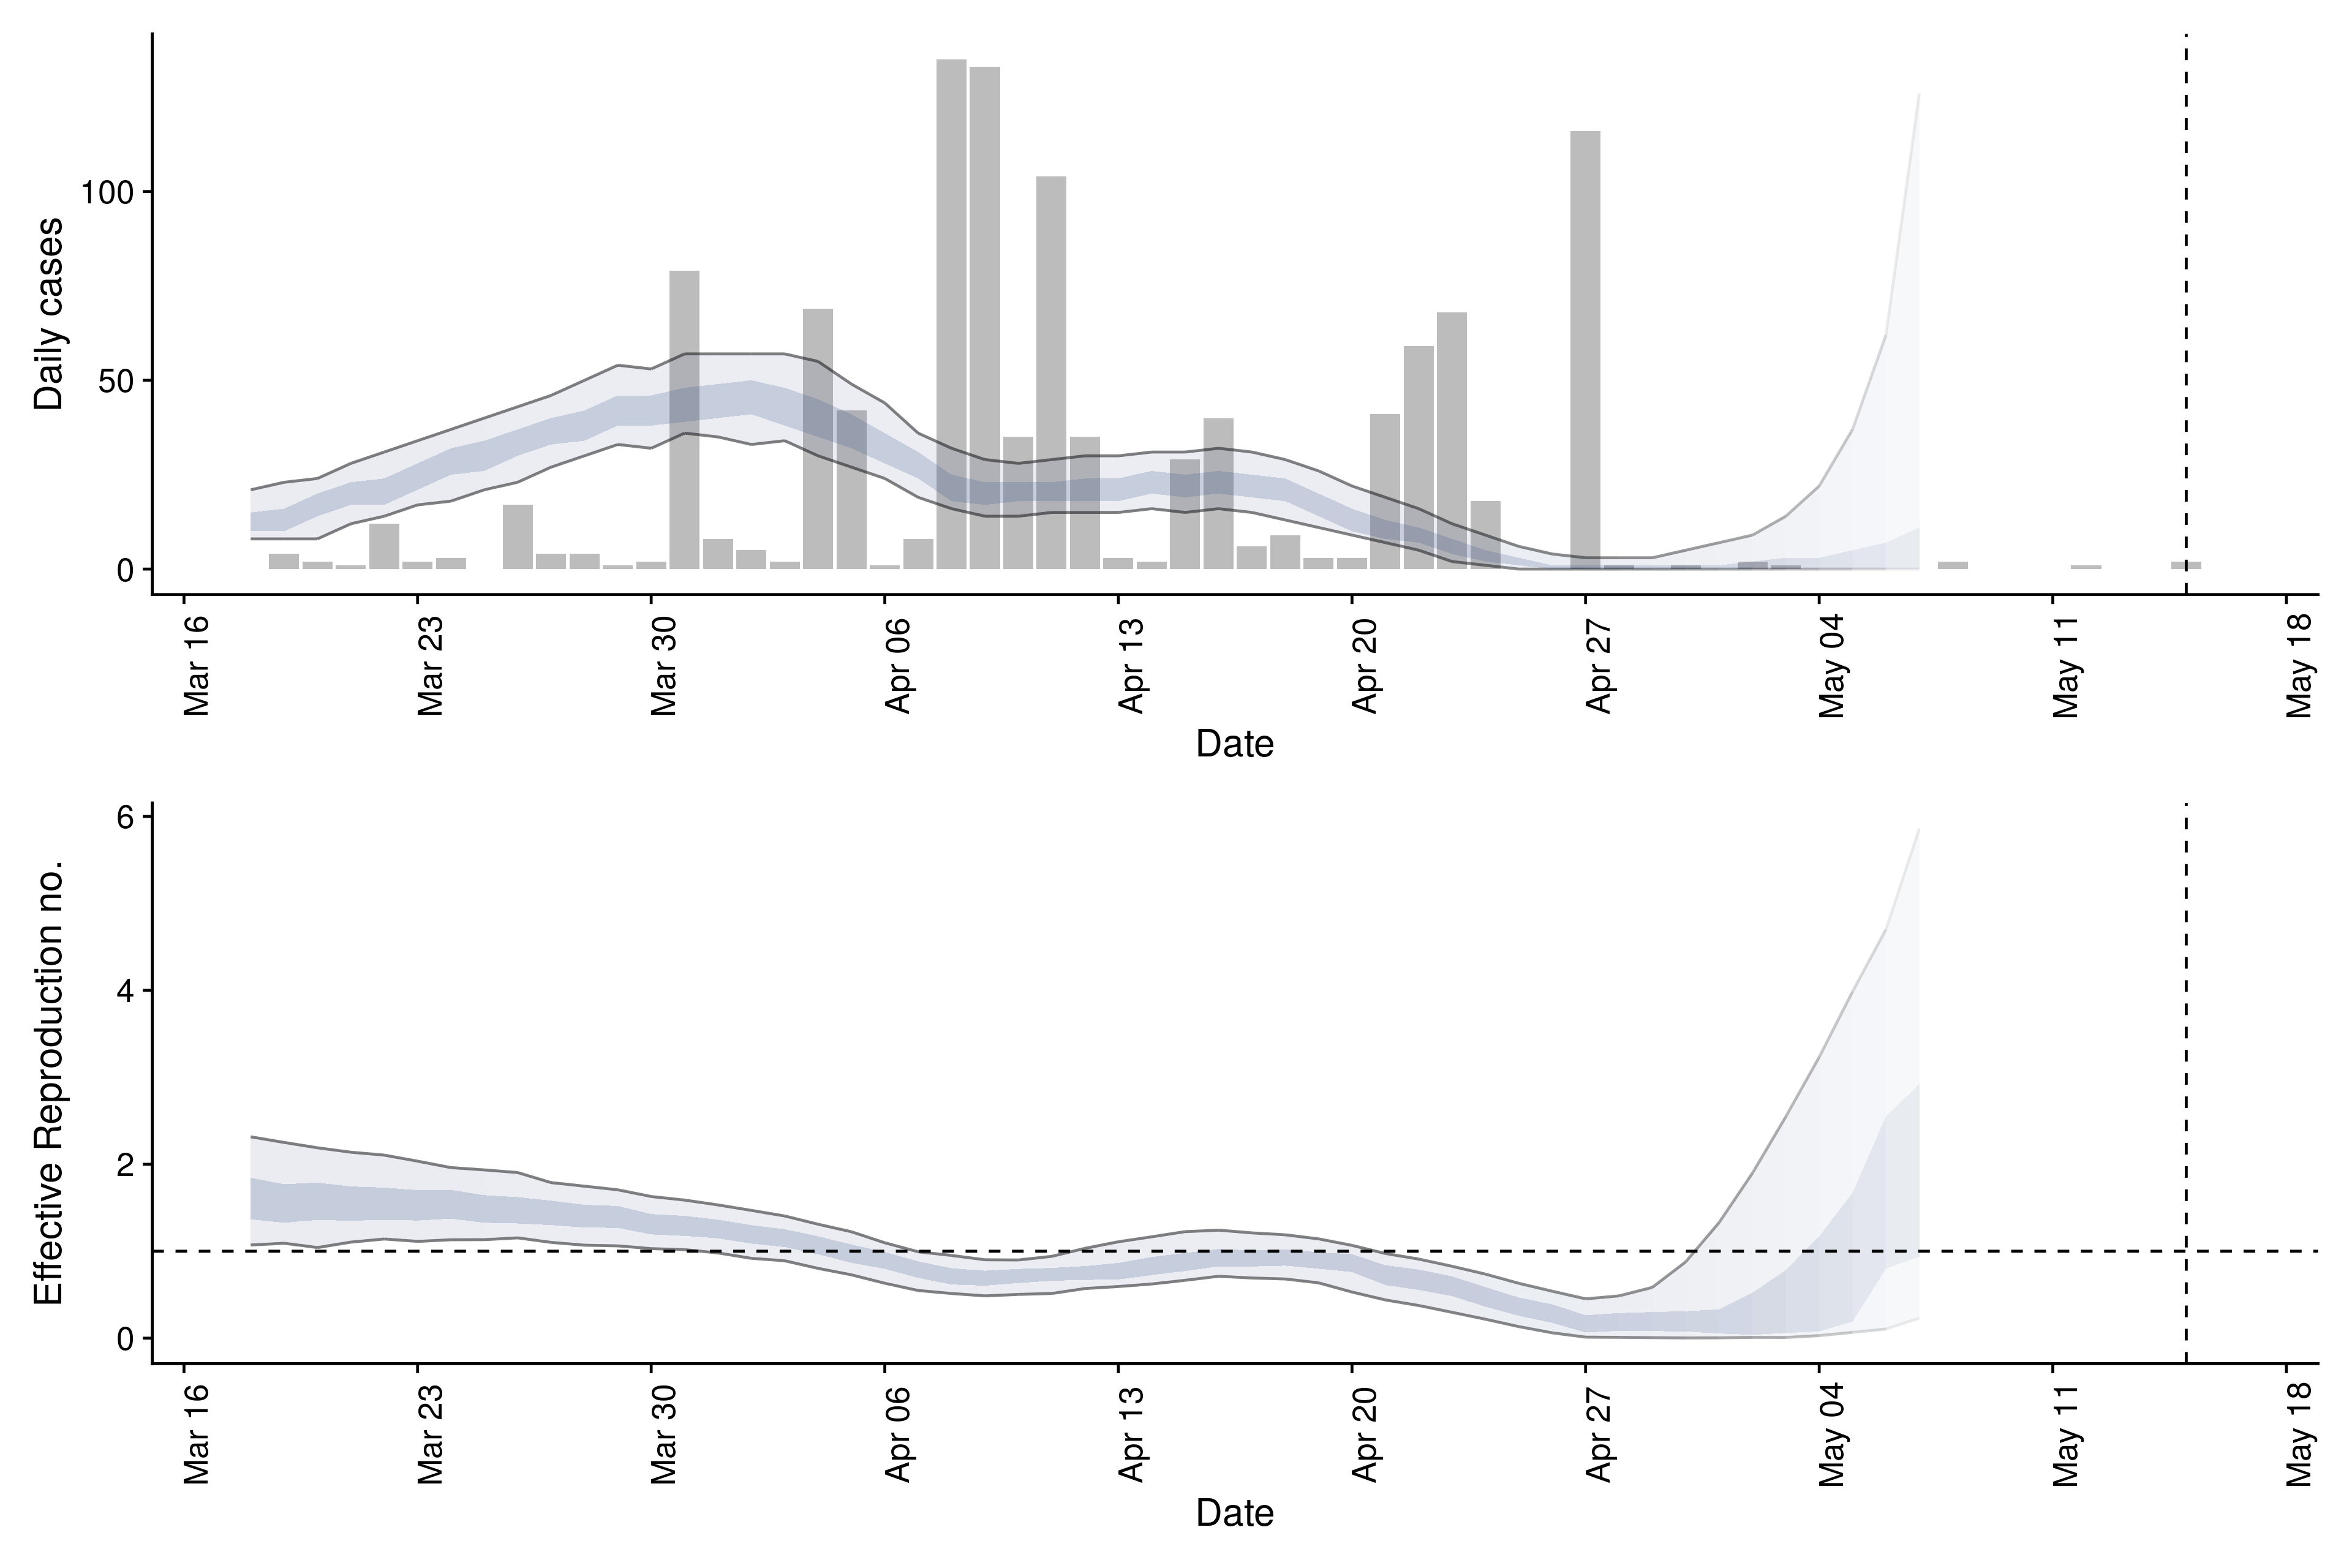 Daily cases
100
50
0
Mar 16
Mar 23
Mar 30
Apr 06
Apr 13
Apr 20
Apr 27
May 04
May 11
May 18
Date
Effective Reproduction no.
6
4
2
0
Mar 16
Mar 23
Mar 30
Apr 06
Apr 13
Apr 20
Apr 27
May 04
May 11
May 18
Date